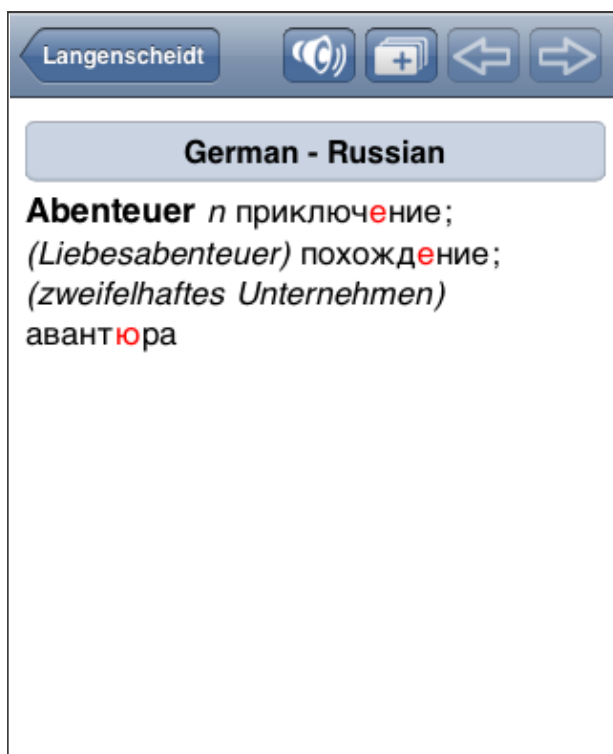 Langenscheidt
German - Russian
Abenteuer n приключение;
(Liebesabenteuer) похождение;
(zweifelhaftes Unternehmen)
авантюра